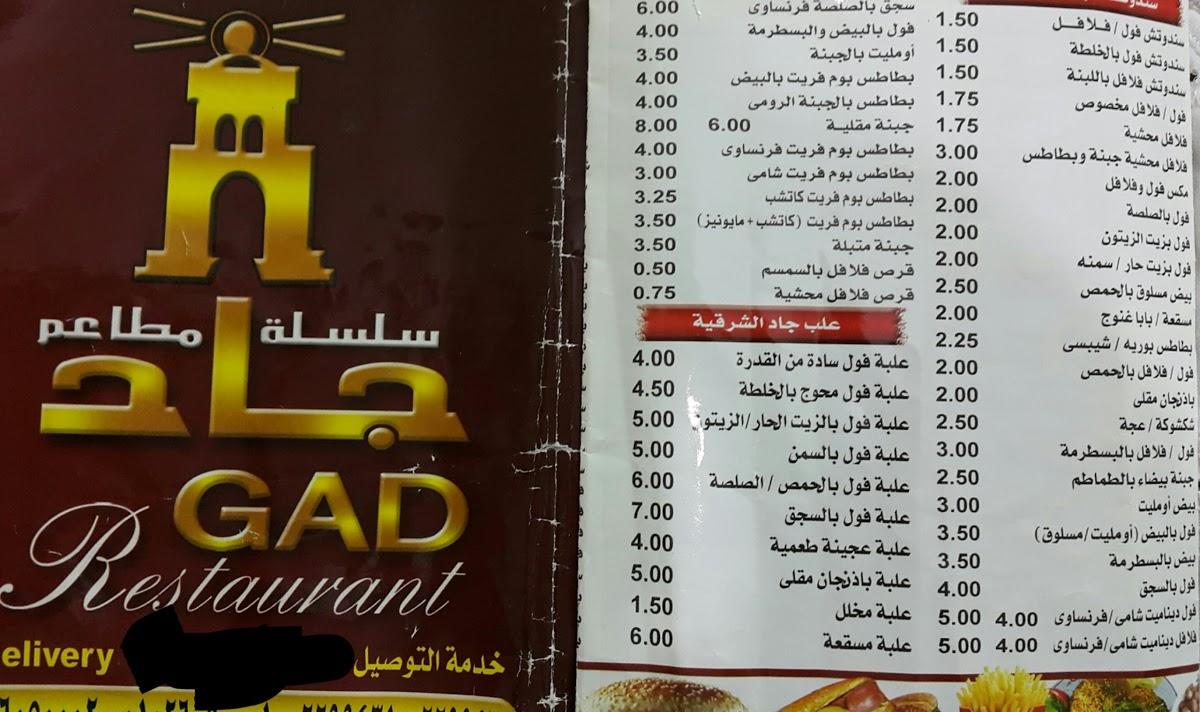 سلسلة مطاعم
جاد
GAD
Restaurant
elivery خدمة التوصيل
سندوتش فول / فلافل 1.50
سندوتش فول بالخلطة 1.50
سندوتش فلافل باللبنة 1.50
فول / فلافل مخصوص 1.75
فلافل محشية 1.75
فلافل محشية جبنة وبطاطس 3.00
مكس فول وفلافل 2.00
فول بالصلصة 2.00
فول بزيت الزيتون 2.00
فول بزيت حار / سمنه 2.00
بيض مسلوق بالحمص 2.50
مسقعة / بابا غنوج 2.00
بطاطس بوريه / شيبسى 2.25
فول / فلافل بالحمص 2.00
باذنجان مقلى 2.00
شكشوكة / عجة 2.50
فول / فلافل بالبسطرمة 3.00
جبنة بيضاء بالطماطم 2.50
بيض أومليت 3.00
فول بالبيض (أومليت/مسلوق) 3.50
بيض بالبسطرمة 3.50
فول بالسجق 4.00
فول ديناميت شامى/فرنساوى 4.00 5.00
فلافل ديناميت شامى/فرنساوى 4.00 5.00
سجق بالصلصة فرنساوى 6.00
فول بالبيض والبسطرمة 4.00
أومليت بالجبنة 3.50
بطاطس بوم فريت بالبيض 4.00
بطاطس بالجبنة الرومى 4.00
جبنة مقلية 6.00 8.00
بطاطس بوم فريت فرنساوى 4.00
بطاطس بوم فريت شامى 3.00
بطاطس بوم فريت كاتشب 3.25
بطاطس بوم فريت (كاتشب+مايونيز) 3.50
جبنة متبلة 3.50
قرص فلافل بالسمسم 0.50
قرص فلافل محشية 0.75
علب جاد الشرقية
علبة فول سادة من القدرة 4.00
علبة فول محوج بالخلطة 4.50
علبة فول بالزيت الحار/الزيتون 5.00
علبة فول بالسمن 5.00
علبة فول بالحمص / الصلصة 6.00
علبة فول بالسجق 7.00
علبة عجينة طعمية 4.00
علبة باذنجان مقلى 5.00
علبة مخلل 1.50
علبة مسقعة 6.00